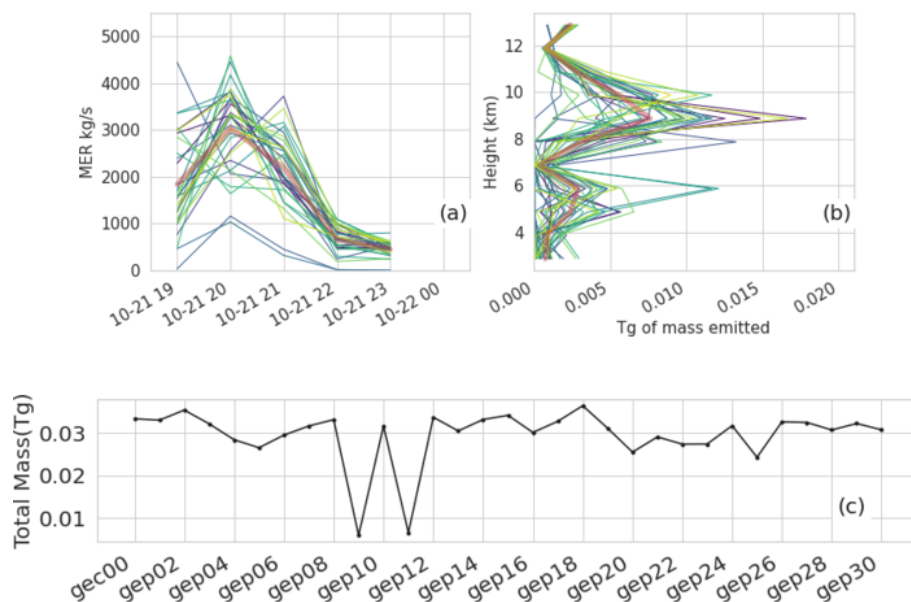 5000
4000
3000
2000
1000
0
MER kg/s
(a)
10-21 19
10-21 20
10-21 21
10-21 22
10-21 23
10-22 00
12
10
8
6
4
Height (km)
(b)
0.000
0.005
0.010
0.015
0.020
Tg of mass emitted
0.03
0.02
0.01
Total Mass(Tg)
(c)
gec00
gep02
gep04
gep06
gep08
gep10
gep12
gep14
gep16
gep18
gep20
gep22
gep24
gep26
gep28
gep30